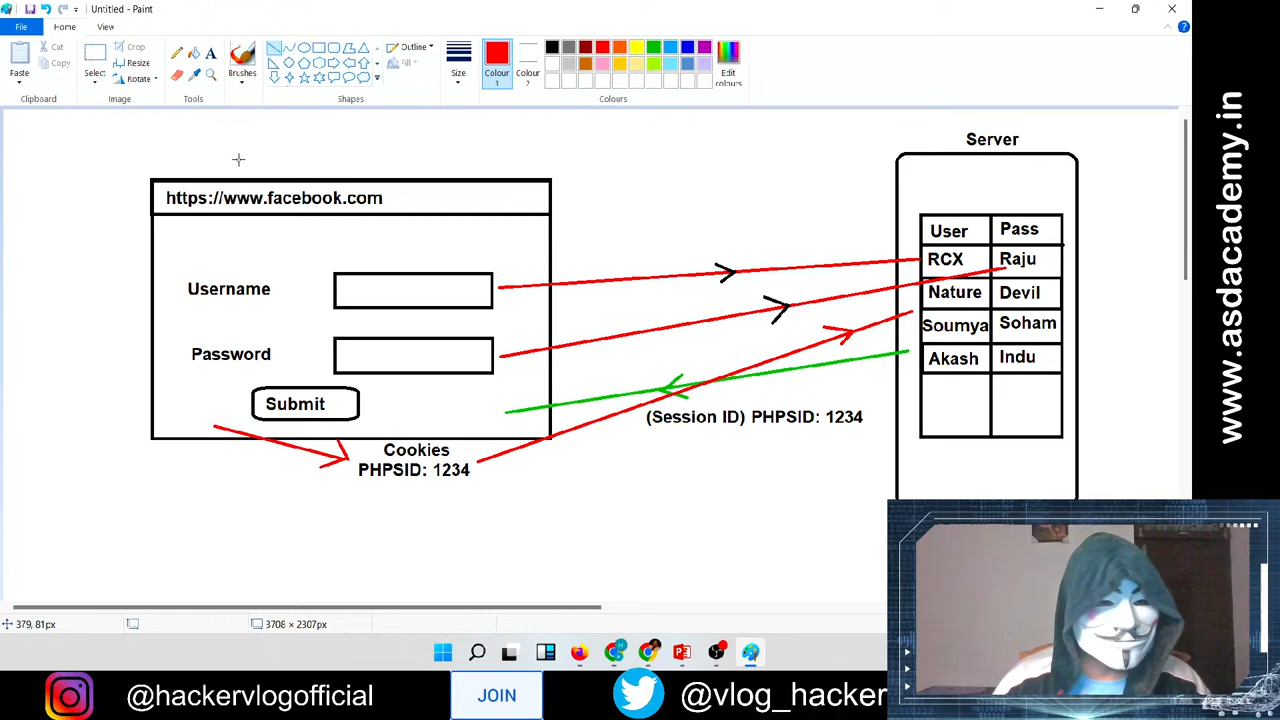 Untitled - Paint
File Home View
Paste
Cut
Copy
Clipboard
Select
Crop
Resize
Rotate
Image
Tools
Brushes
Outline
Fill
Shapes
Size
Colour
1
Colour
2
Edit
colours
Colours
https://www.facebook.com
Username
Password
Submit
Cookies
PHPSID: 1234
(Session ID) PHPSID: 1234
Server
User Pass
RCX Raju
Nature Devil
Soumya Soham
Akash Indu
379, 81px
3708 × 2307px
@hackervlogofficial
JOIN
@vlog_hacker
www.asdacademy.in